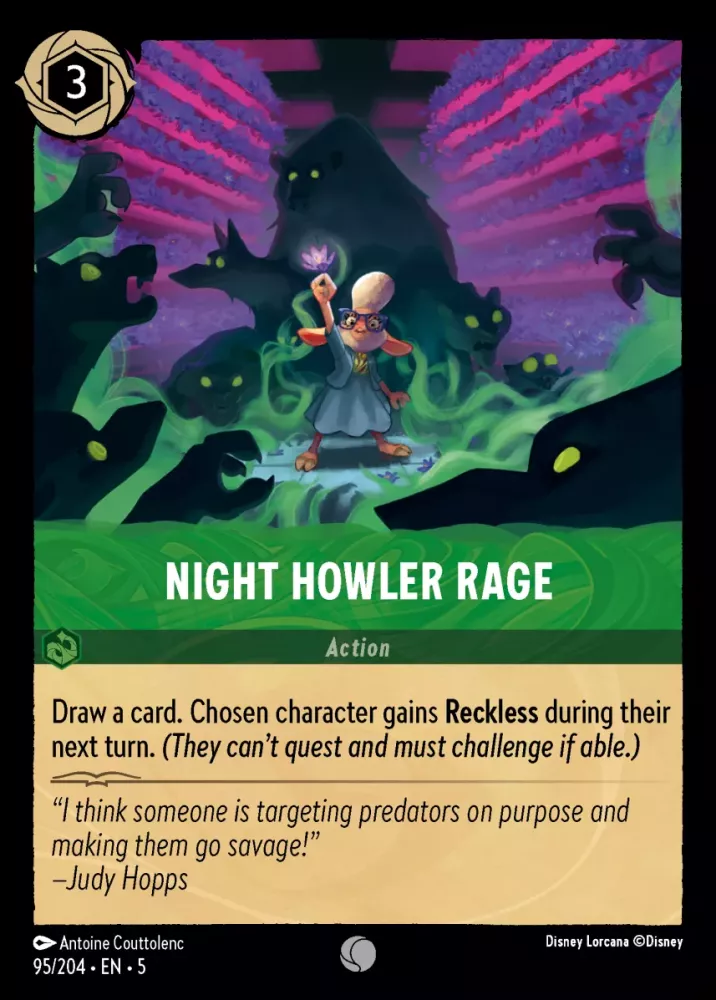 3
NIGHT HOWLER RAGE
Action
Draw a card. Chosen character gains Reckless during their
next turn. (They can’t quest and must challenge if able.)
“I think someone is targeting predators on purpose and
making them go savage!”
–Judy Hopps
Antoine Couttolenc
Disney Lorcana ©Disney
95/204 • EN • 5